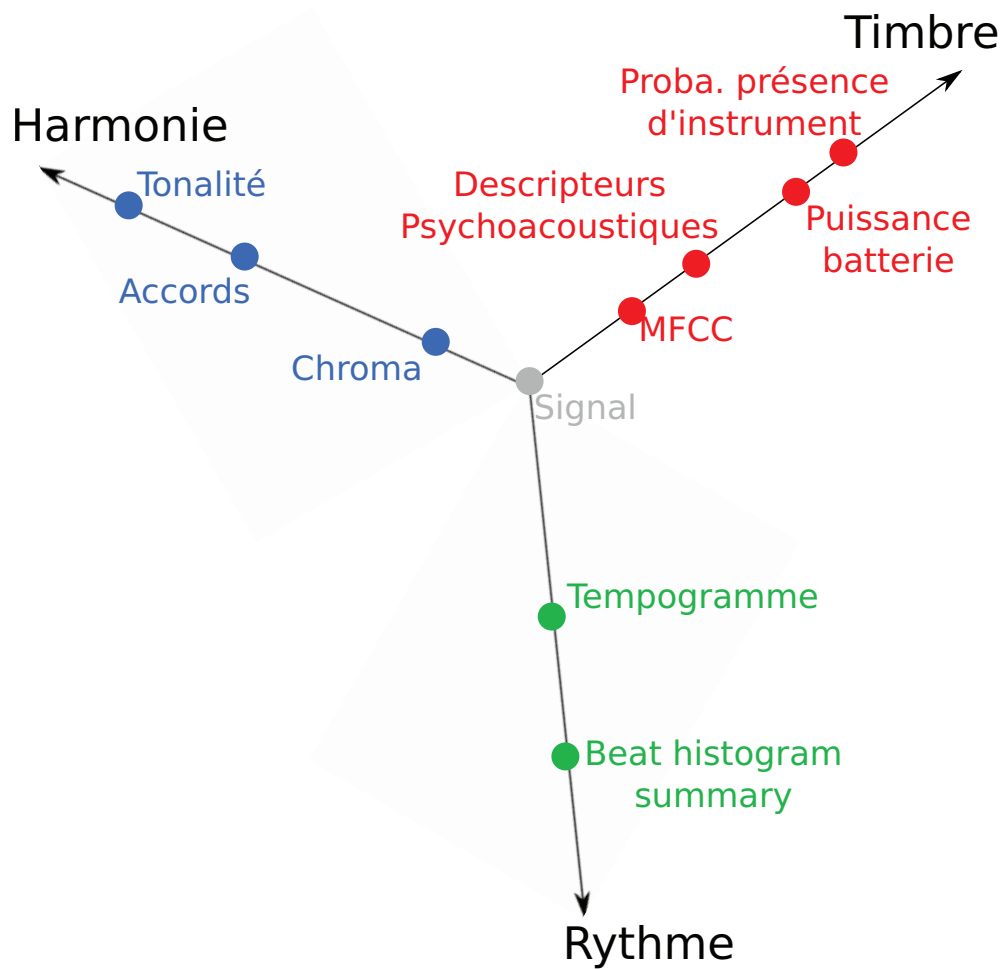 Timbre
Proba. présence
d'instrument
Harmonie
Tonalité
Descripteurs
Psychoacoustiques
Puissance
batterie
Accords
MFCC
Chroma
Signal
Tempogramme
Beat histogram
summary
Rythme